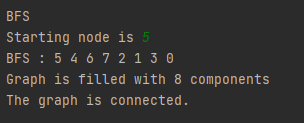 BFS
Starting node is 5
BFS : 5 4 6 7 2 1 3 0
Graph is filled with 8 components
The graph is connected.